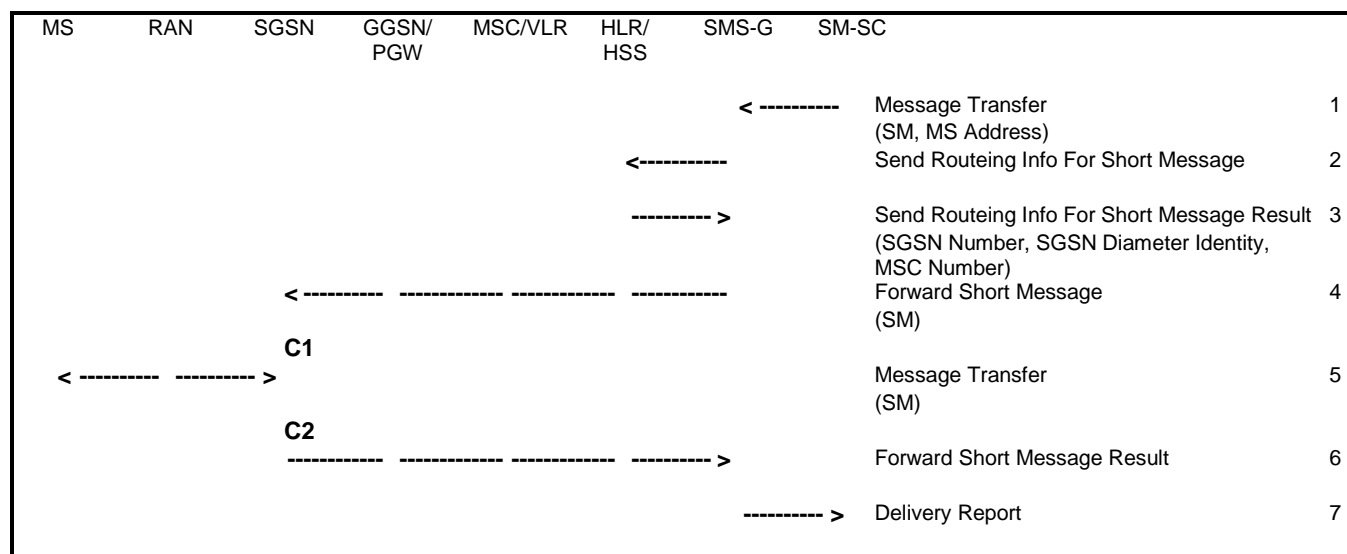 MS RAN SGSN GGSN/ MSC/VLR HLR/ SMS-G SM-SC
PGW HSS
< ---------- Message Transfer 1
(SM, MS Address)
<----------- Send Routeing Info For Short Message 2
---------- > Send Routeing Info For Short Message Result 3
(SGSN Number, SGSN Diameter Identity,
MSC Number)
< ---------- ------------- ------------- ------------ Forward Short Message 4
(SM)
C1
< ---------- ---------- > Message Transfer 5
(SM)
C2
------------ ------------- ------------- ---------- > Forward Short Message Result 6
---------- > Delivery Report 7